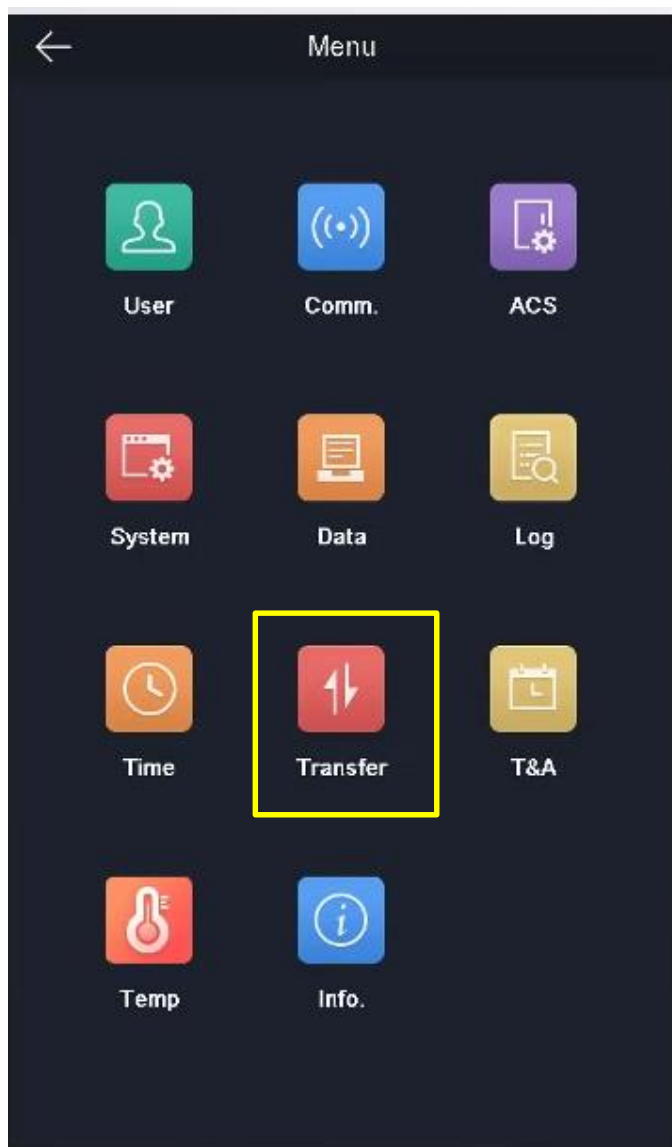 Menu
User Comm. ACS
System Data Log
Time Transfer T&A
Temp Info.